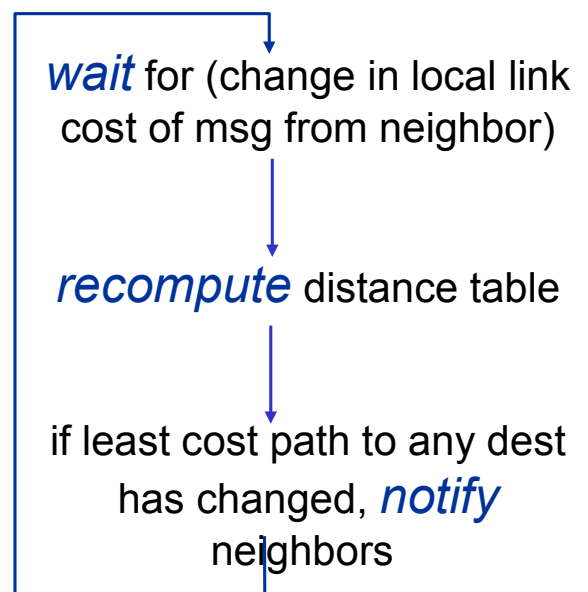 wait for (change in local link
cost of msg from neighbor)
recompute distance table
if least cost path to any dest
has changed, notify
neighbors